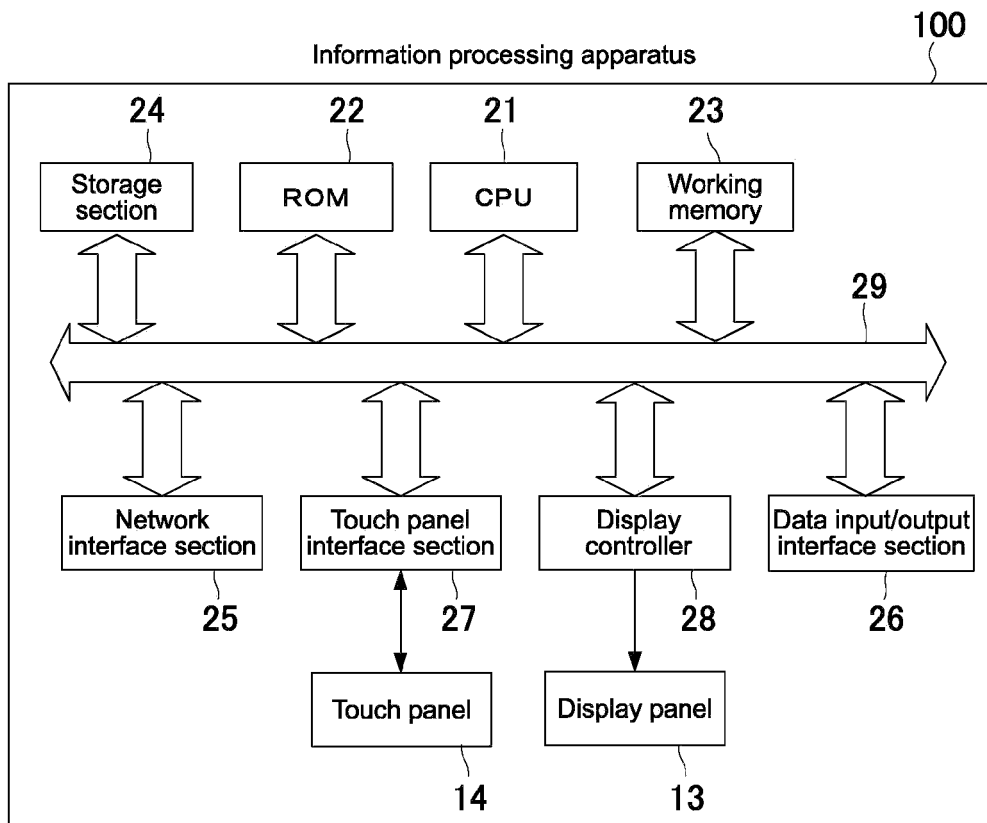 100
Information processing apparatus
24
22
21
23
Storage
section
ROM
CPU
Working
memory
29
Network
interface section
Touch panel
interface section
Display
controller
Data input/output
interface section
25
27
28
26
Touch panel
Display panel
14
13